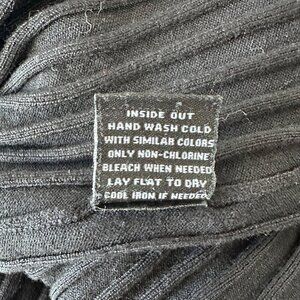 INSIDE OUT
HAND WASH COLD
WITH SIMILAR COLORS
ONLY NON-CHLORINE
BLEACH WHEN NEEDED
LAY FLAT TO DRY
COOL IRON IF NEEDED